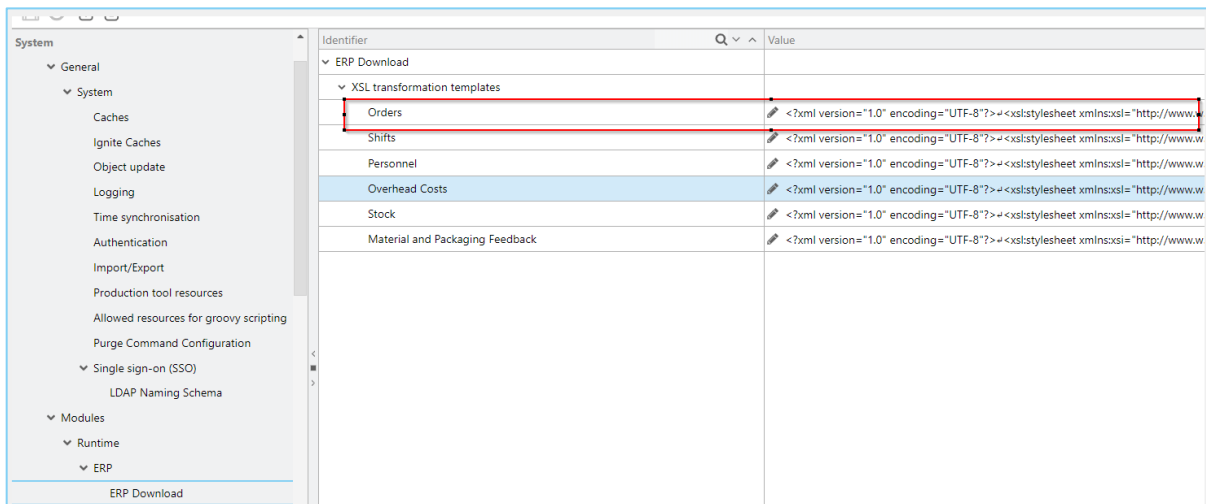 System
General
System
Caches
Ignite Caches
Object update
Logging
Time synchronisation
Authentication
Import/Export
Production tool resources
Allowed resources for groovy scripting
Purge Command Configuration
Single sign-on (SSO)
LDAP Naming Schema
Modules
Runtime
ERP
ERP Download
Identifier Value
ERP Download
XSL transformation templates
Orders <?xml version="1.0" encoding="UTF-8"?>↵<xsl:stylesheet xmlns:xsl="http://www.w
Shifts <?xml version="1.0" encoding="UTF-8"?>↵<xsl:stylesheet xmlns:xsl="http://www.w
Personnel <?xml version="1.0" encoding="UTF-8"?>↵<xsl:stylesheet xmlns:xsl="http://www.w
Overhead Costs <?xml version="1.0" encoding="UTF-8"?>↵<xsl:stylesheet xmlns:xsl="http://www.w
Stock <?xml version="1.0" encoding="UTF-8"?>↵<xsl:stylesheet xmlns:xsl="http://www.w
Material and Packaging Feedback <?xml version="1.0" encoding="UTF-8"?>↵<xsl:stylesheet xmlns:xsi="http://www.w